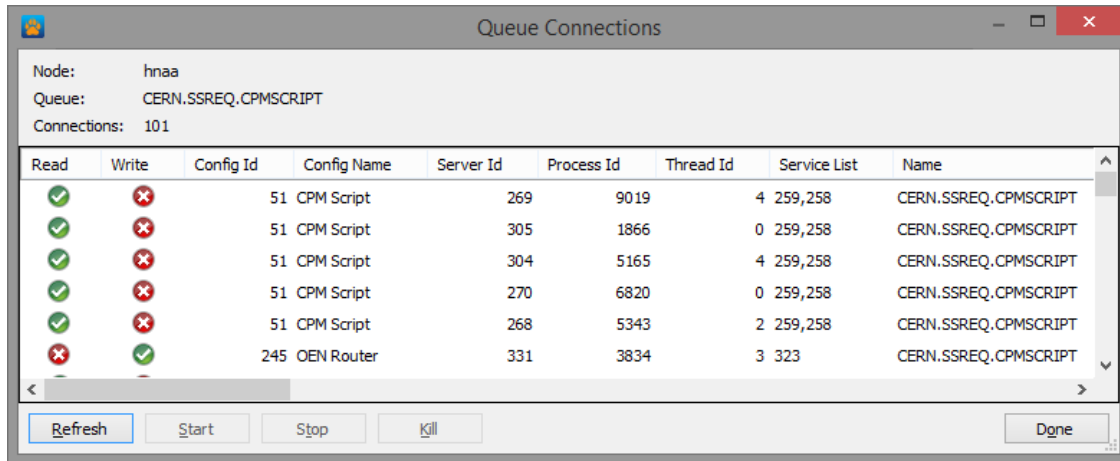 Queue Connections
Node: hnaa
Queue: CERN.SSREQ.CPMSCRIPT
Connections: 101
Read Write Config Id Config Name Server Id Process Id Thread Id Service List Name
51 CPM Script 269 9019 4 259,258 CERN.SSREQ.CPMSCRIPT
51 CPM Script 305 1866 0 259,258 CERN.SSREQ.CPMSCRIPT
51 CPM Script 304 5165 4 259,258 CERN.SSREQ.CPMSCRIPT
51 CPM Script 270 6820 0 259,258 CERN.SSREQ.CPMSCRIPT
51 CPM Script 268 5343 2 259,258 CERN.SSREQ.CPMSCRIPT
245 OEN Router 331 3834 3 323 CERN.SSREQ.CPMSCRIPT
Refresh Start Stop Kill Done